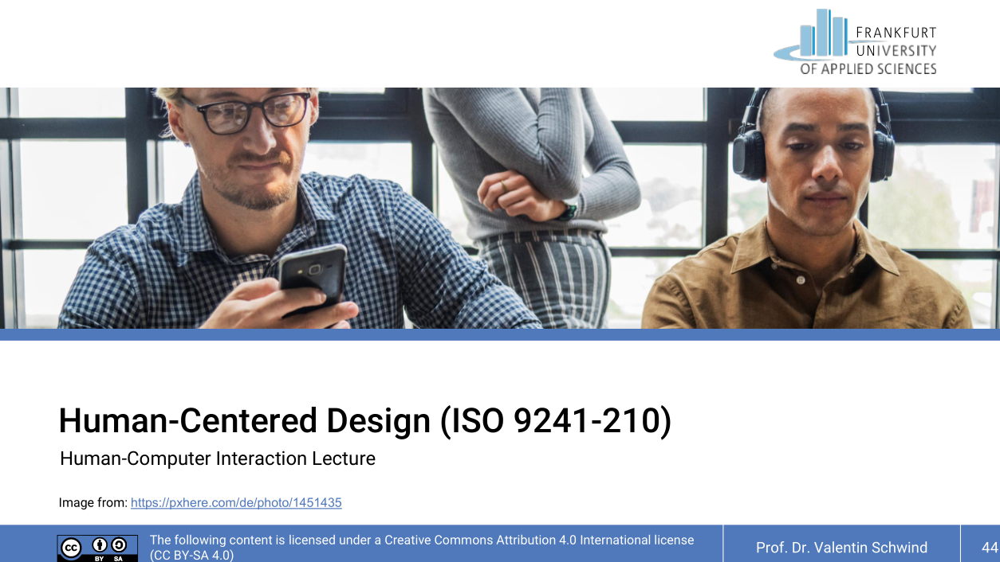 FRANKFURT
UNIVERSITY
OF APPLIED SCIENCES
Human-Centered Design (ISO 9241-210)
Human-Computer Interaction Lecture
Image from: https://pxhere.com/de/photo/1451435
cc BY SA
The following content is licensed under a Creative Commons Attribution 4.0 International license
(CC BY-SA 4.0)
Prof. Dr. Valentin Schwind
44